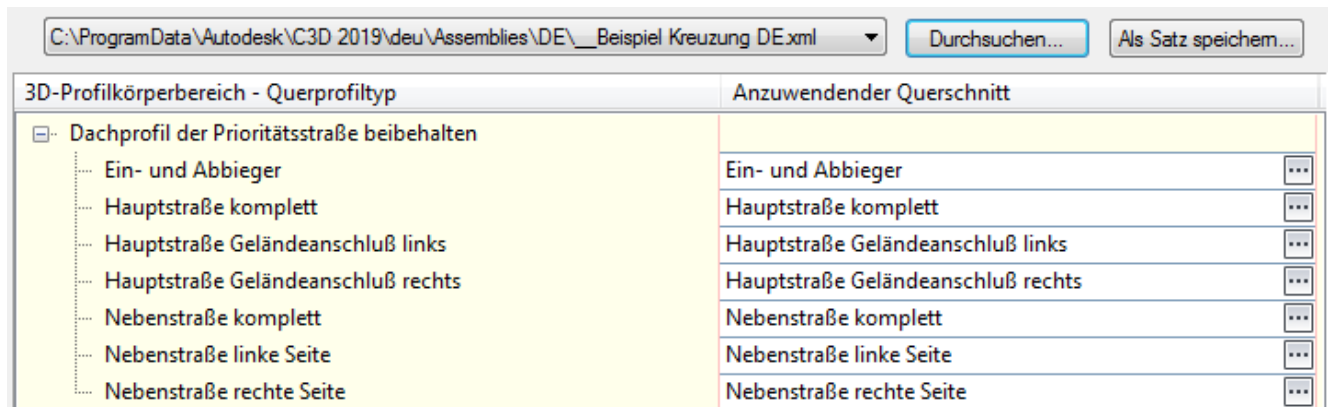 C:\ProgramData\Autodesk\C3D 2019\deu\Assemblies\DE\__Beispiel Kreuzung DE.xml Durchsuchen... Als Satz speichern...
3D-Profilkörperbereich - Querprofiltyp Anzuwendender Querschnitt
Dachprofil der Prioritätsstraße beibehalten
Ein- und Abbieger Ein- und Abbieger ...
Hauptstraße komplett Hauptstraße komplett ...
Hauptstraße Geländeanschluß links Hauptstraße Geländeanschluß links ...
Hauptstraße Geländeanschluß rechts Hauptstraße Geländeanschluß rechts ...
Nebenstraße komplett Nebenstraße komplett ...
Nebenstraße linke Seite Nebenstraße linke Seite ...
Nebenstraße rechte Seite Nebenstraße rechte Seite ...